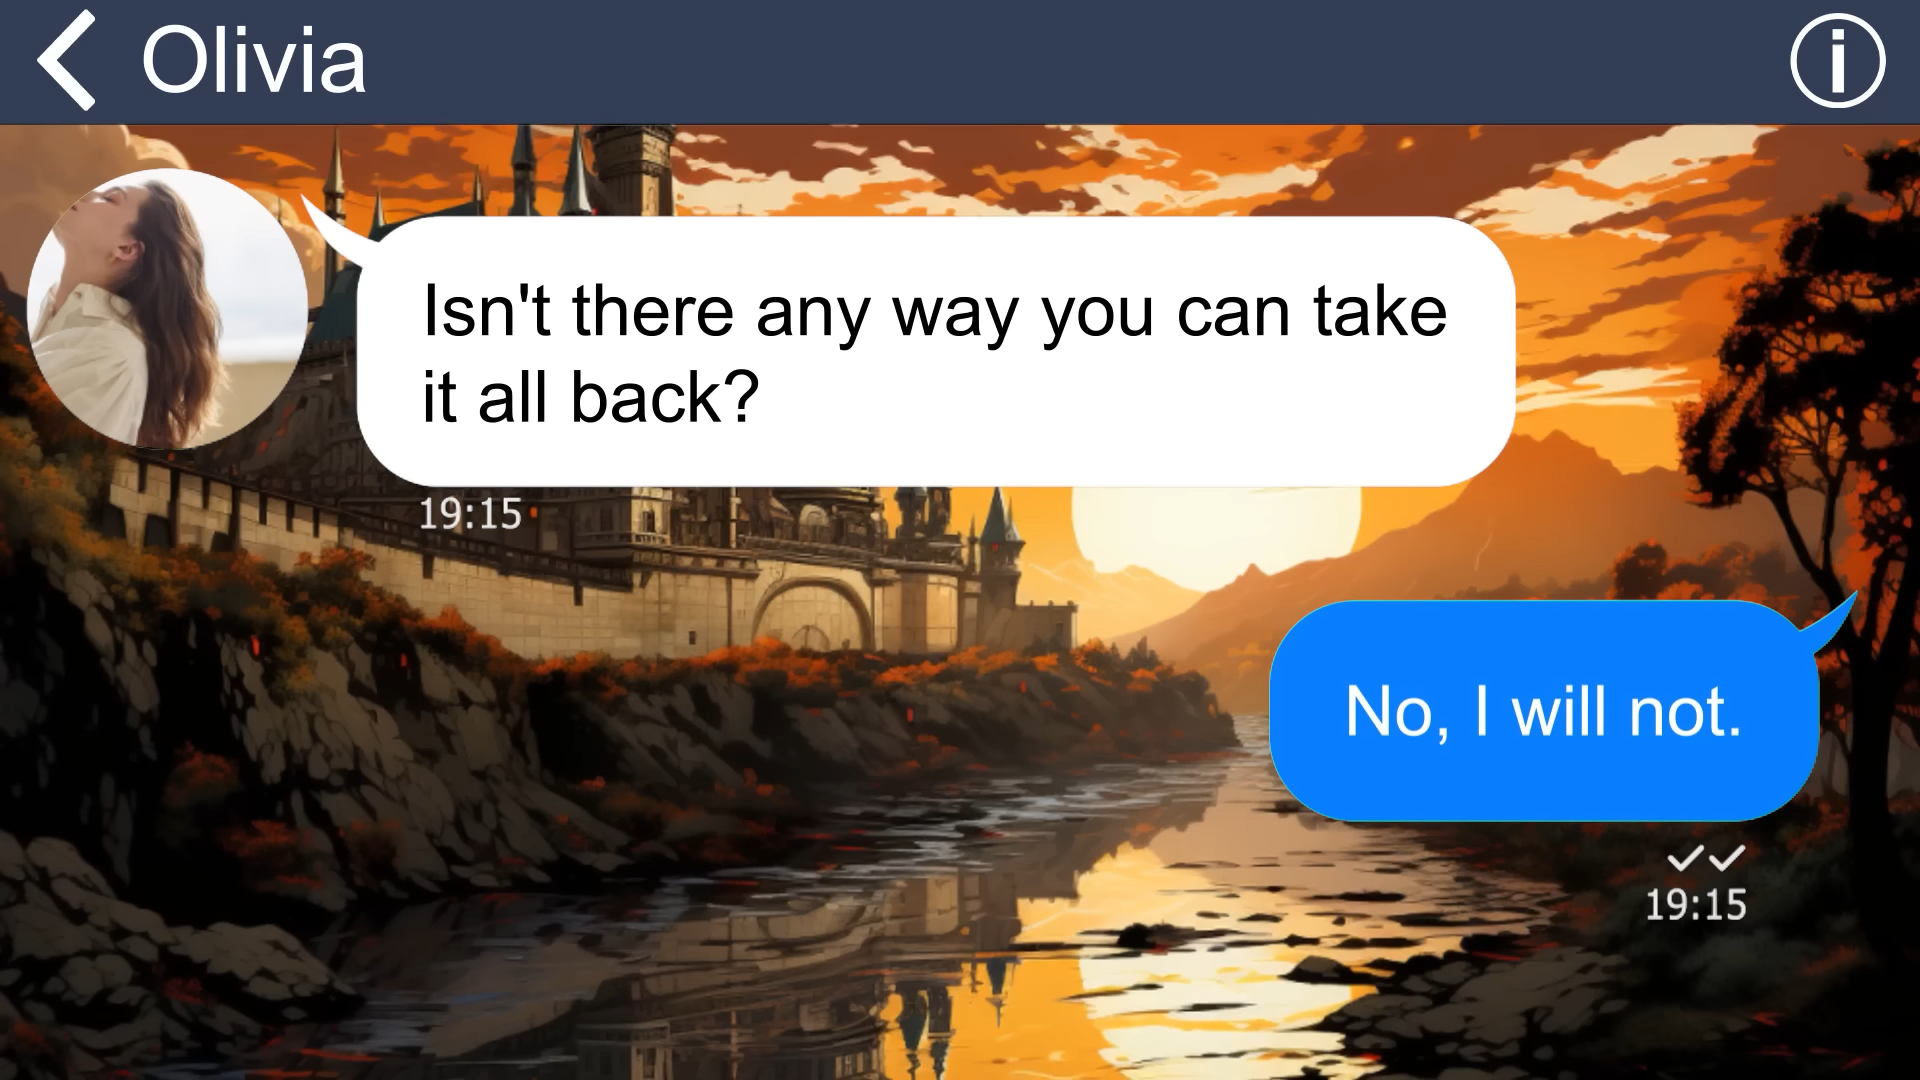 Olivia
Isn't there any way you can take
it all back?
19:15
No, I will not.
19:15